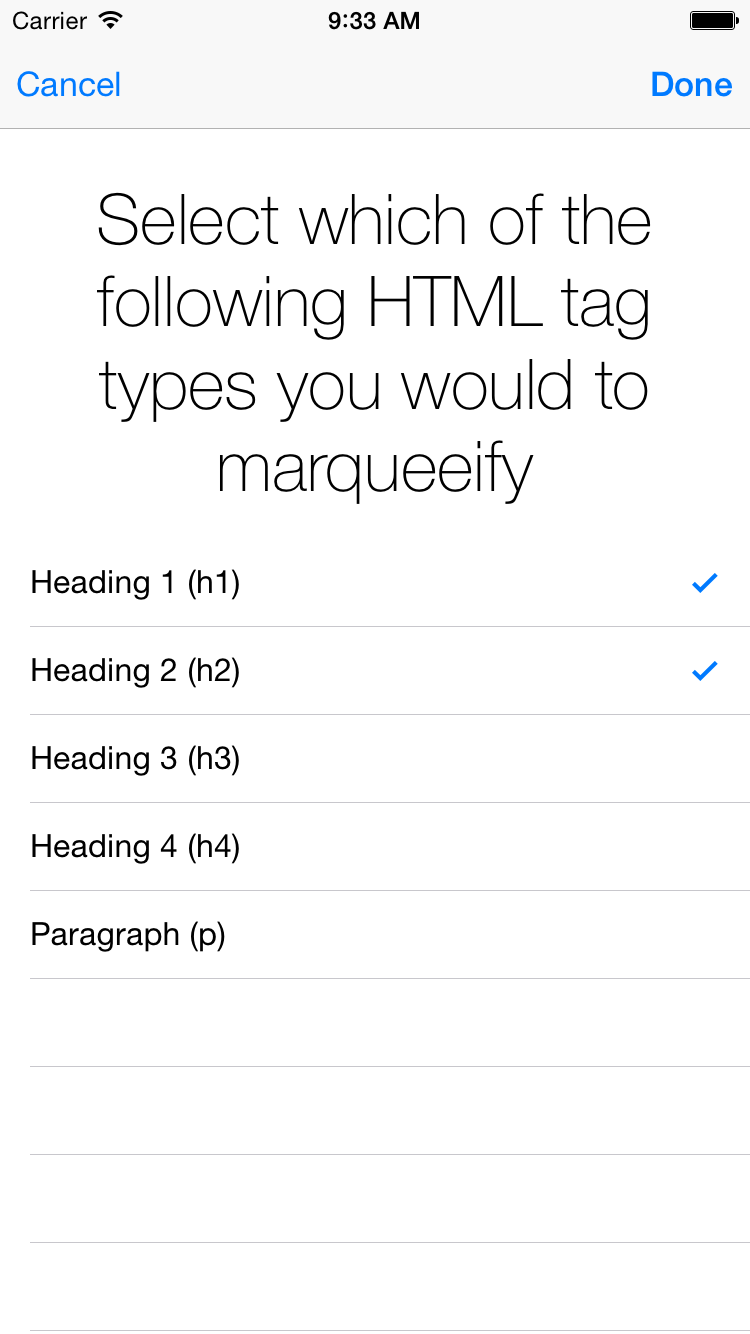 Carrier 9:33 AM
Cancel Done
Select which of the
following HTML tag
types you would to
marqueeify
Heading 1 (h1)
Heading 2 (h2)
Heading 3 (h3)
Heading 4 (h4)
Paragraph (p)